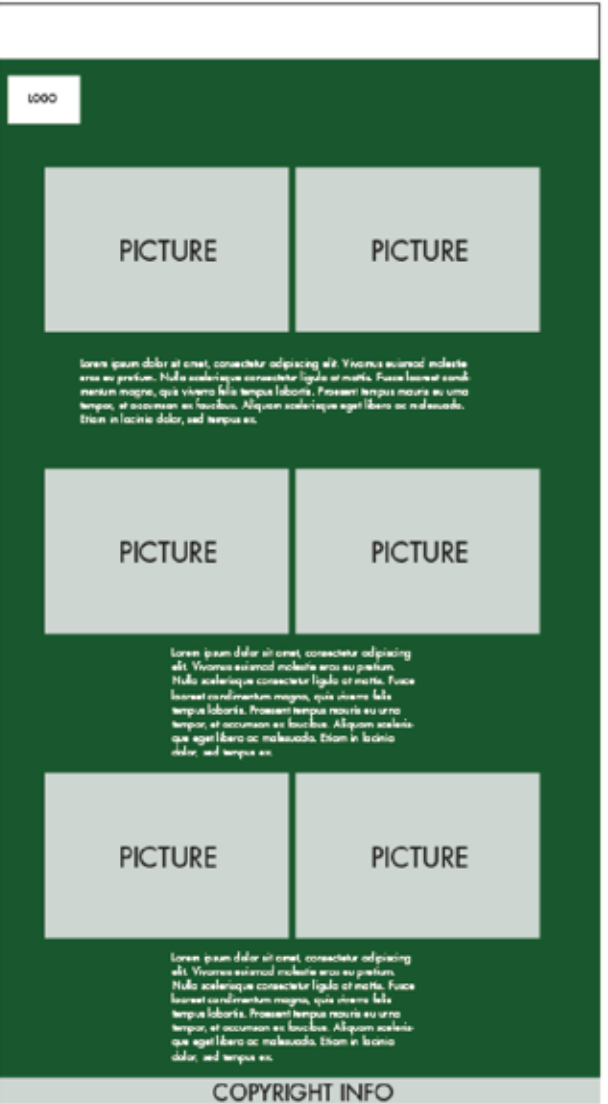 LOGO
PICTURE PICTURE
Lorem ipsum dolor sit amet, consectetur adipiscing elit. Vivamus euismod molestie
eros eu pretium. Nulla scelerisque consectetur ligula at mattis. Fusce laoreet condi-
mentum magna, quis viverra felis tempus lobortis. Praesent tempus mauris eu urna
tempor, et accumsan ex faucibus. Aliquam scelerisque eget libero ac malesuada.
Etiam in lacinia dolor, sed tempus ex.
PICTURE PICTURE
Lorem ipsum dolor sit amet, consectetur adipiscing
elit. Vivamus euismod molestie eros eu pretium.
Nulla scelerisque consectetur ligula at mattis. Fusce
laoreet condimentum magna, quis viverra felis
tempus lobortis. Praesent tempus mauris eu urna
tempor, et accumsan ex faucibus. Aliquam sceleris-
que eget libero ac malesuada. Etiam in lacinia
dolor, sed tempus ex.
PICTURE PICTURE
Lorem ipsum dolor sit amet, consectetur adipiscing
elit. Vivamus euismod molestie eros eu pretium.
Nulla scelerisque consectetur ligula at mattis. Fusce
laoreet condimentum magna, quis viverra felis
tempus lobortis. Praesent tempus mauris eu urna
tempor, et accumsan ex faucibus. Aliquam sceleris-
que eget libero ac malesuada. Etiam in lacinia
dolor, sed tempus ex.
COPYRIGHT INFO